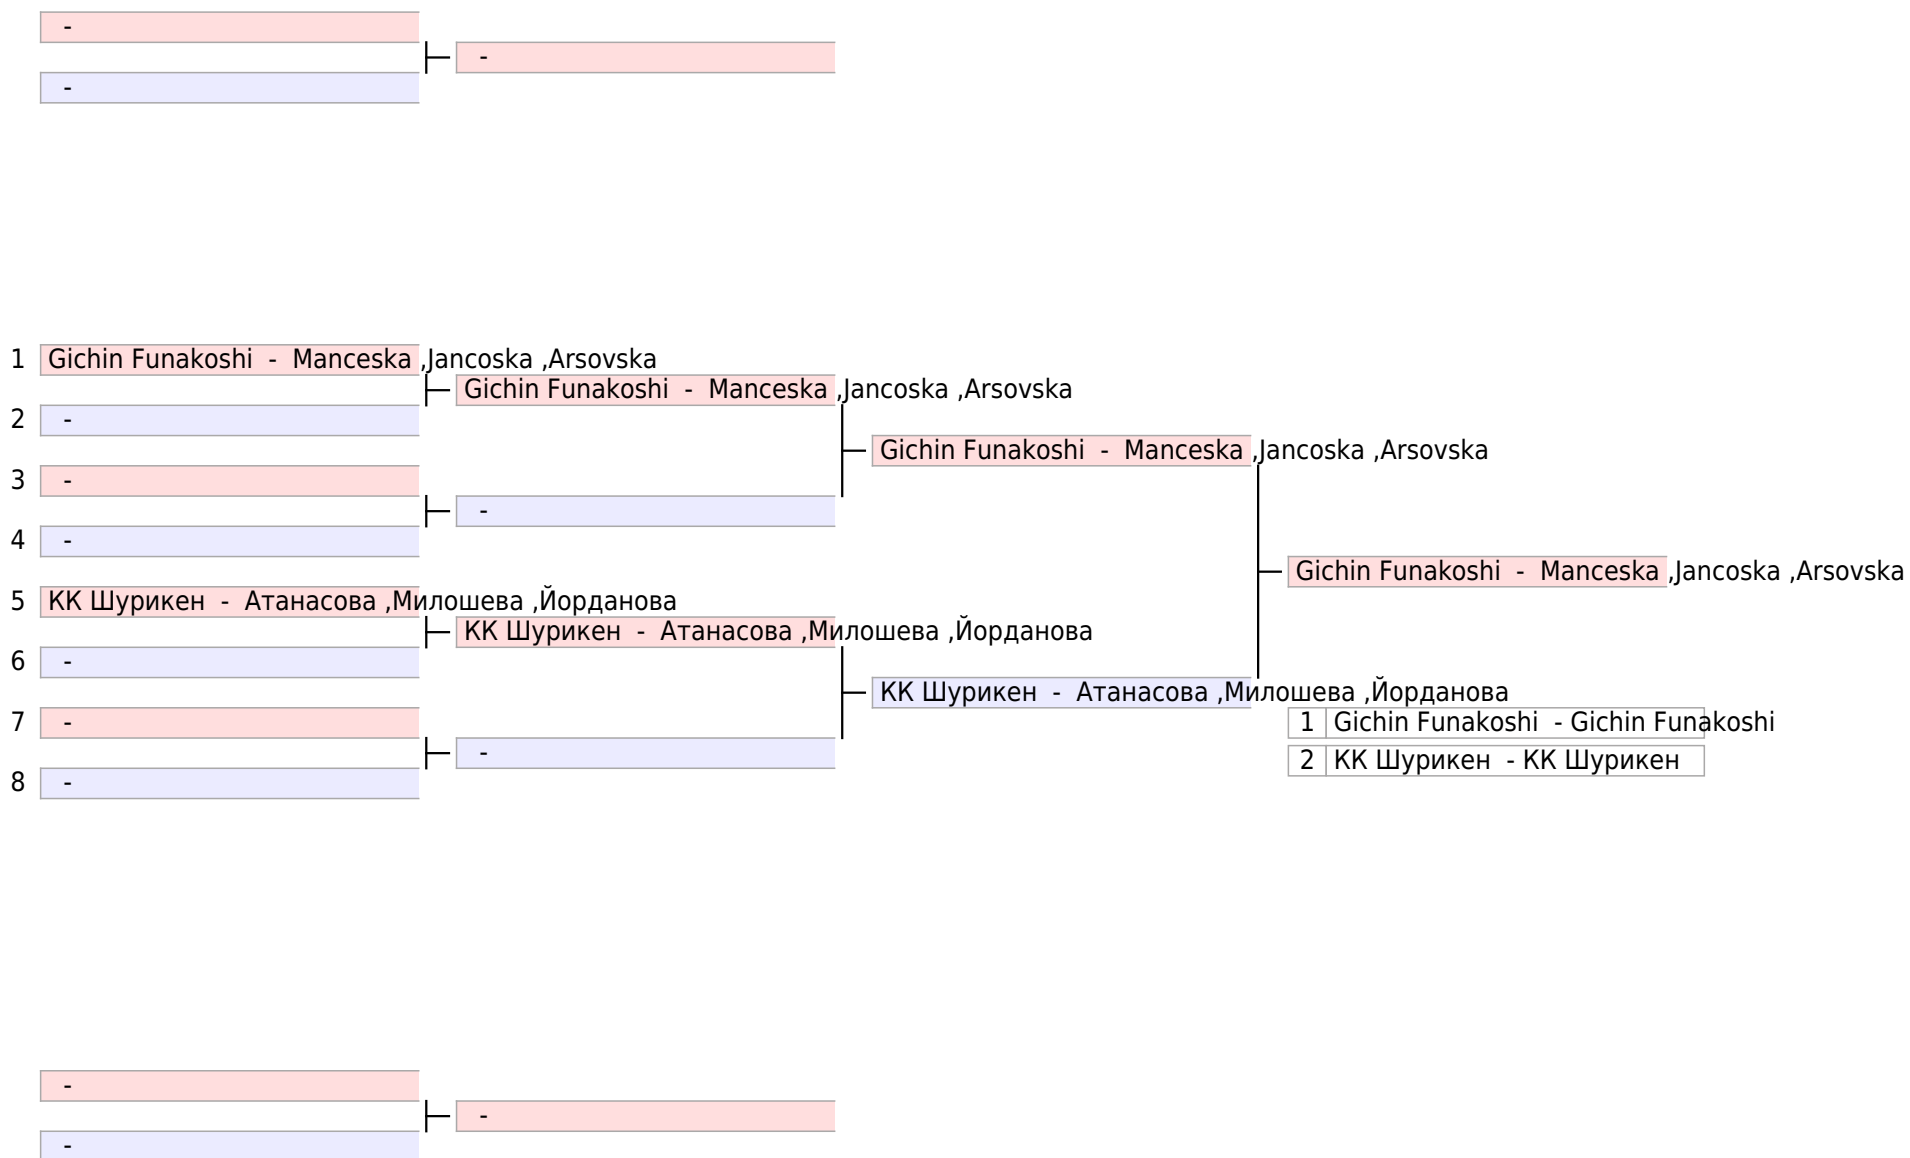 -
-
-
1 Gichin Funakoshi - Manceska ,Jancoska ,Arsovska
Gichin Funakoshi - Manceska ,Jancoska ,Arsovska
2 -
Gichin Funakoshi - Manceska ,Jancoska ,Arsovska
3 -
-
4 -
Gichin Funakoshi - Manceska ,Jancoska ,Arsovska
5 КК Шурикен - Атанасова ,Милошева ,Йорданова
КК Шурикен - Атанасова ,Милошева ,Йорданова
6 -
КК Шурикен - Атанасова ,Милошева ,Йорданова
7 -
1 Gichin Funakoshi - Gichin Funakoshi
-
2 КК Шурикен - КК Шурикен
8 -
-
-
-